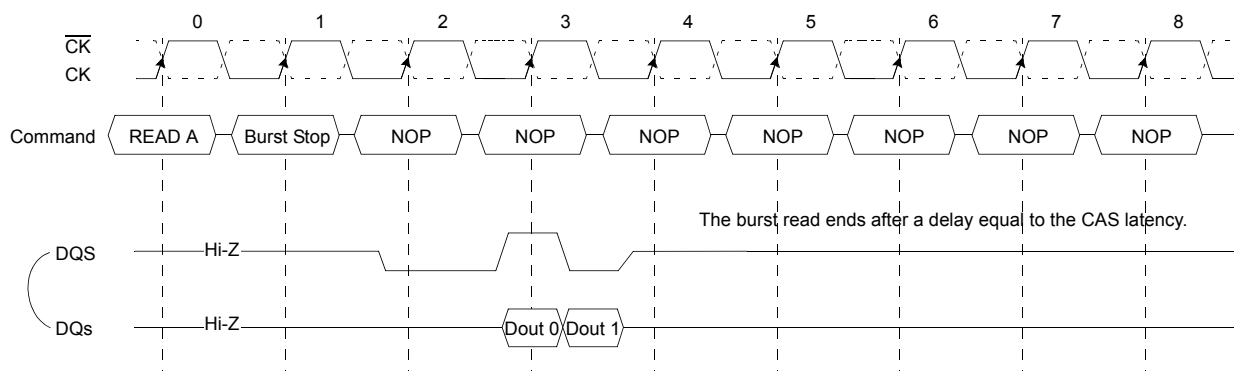 0 1 2 3 4 5 6 7 8
CK
CK
Command READ A Burst Stop NOP NOP NOP NOP NOP NOP NOP
The burst read ends after a delay equal to the CAS latency.
DQS Hi-Z
DQs Hi-Z Dout 0 Dout 1